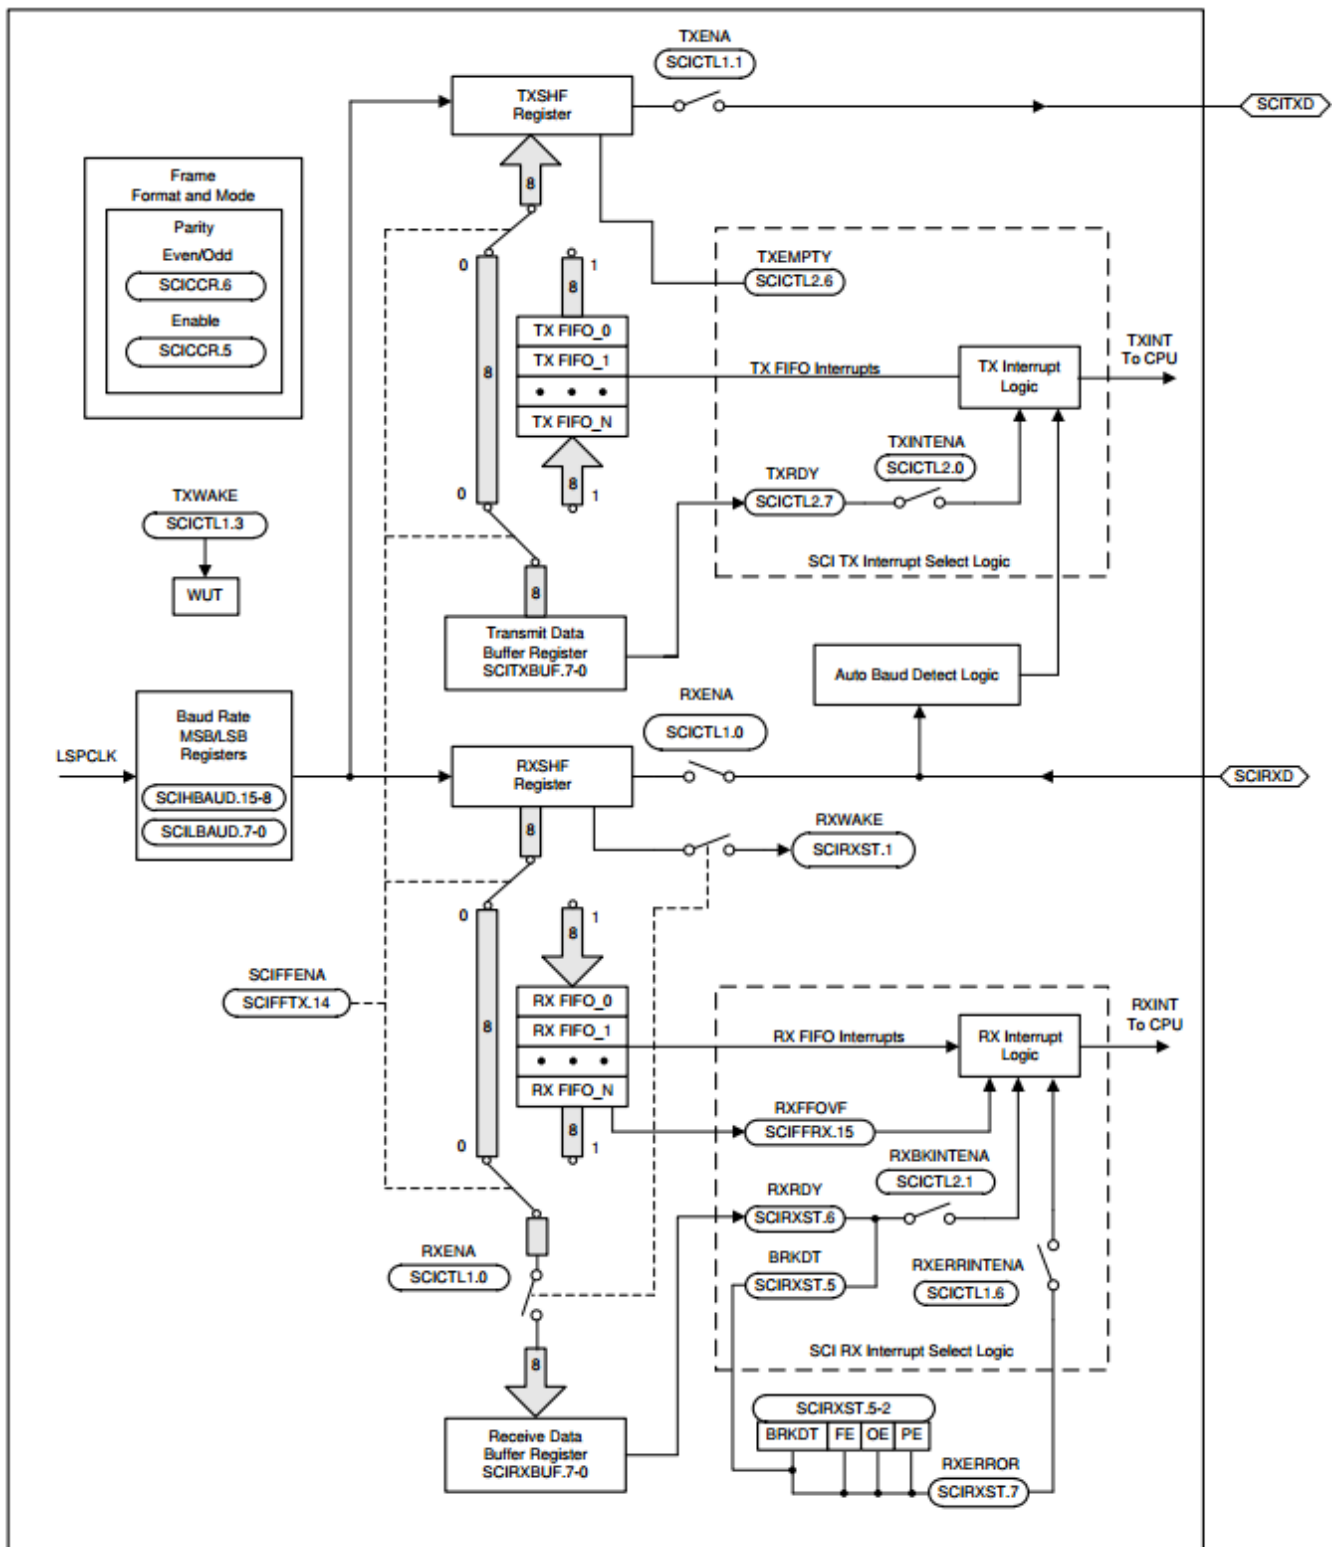 TXENA
SCICTL1.1
TXSHF
Register
SCITXD
8
Frame
Format and Mode
Parity
Even/Odd
SCICCR.6
Enable
SCICCR.5
0
1
8
TX FIFO_0
TX FIFO_1
TX FIFO_N
8
8
1
0
TXEMPTY
SCICTL2.6
TX FIFO Interrupts
TX Interrupt
Logic
TXINT
To CPU
TXINTENA
SCICTL2.0
TXRDY
SCICTL2.7
SCI TX Interrupt Select Logic
TXWAKE
SCICTL1.3
WUT
8
Transmit Data
Buffer Register
SCITXBUF.7-0
Auto Baud Detect Logic
RXENA
SCICTL1.0
LSPCLK
Baud Rate
MSB/LSB
Registers
SCIHBAUD.15-8
SCILBAUD.7-0
RXSHF
Register
SCIRXD
8
RXWAKE
SCIRXST.1
0
1
8
SCIFFENA
SCIFFTX.14
8
RX FIFO_0
RX FIFO_1
RX FIFO_N
8
1
0
RX FIFO Interrupts
RX Interrupt
Logic
RXINT
To CPU
RXFFOVF
SCIFFRX.15
RXBKINTENA
SCICTL2.1
RXRDY
SCIRXST.6
BRKDT
SCIRXST.5
RXERRINTENA
SCICTL1.6
SCI RX Interrupt Select Logic
RXENA
SCICTL1.0
8
Receive Data
Buffer Register
SCIRXBUF.7-0
SCIRXST.5-2
BRKDT FE OE PE
RXERROR
SCIRXST.7